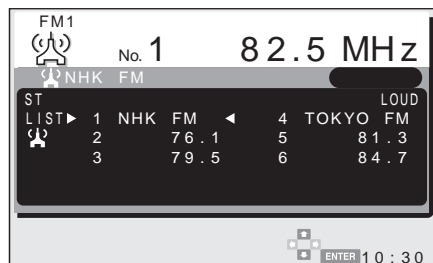 FM1
No. 1 82.5 MHz
NHK FM
ST LOUD
LIST▶ 1 NHK FM ◀ 4 TOKYO FM
2 76.1 5 81.3
3 79.5 6 84.7
ENTER 10:30